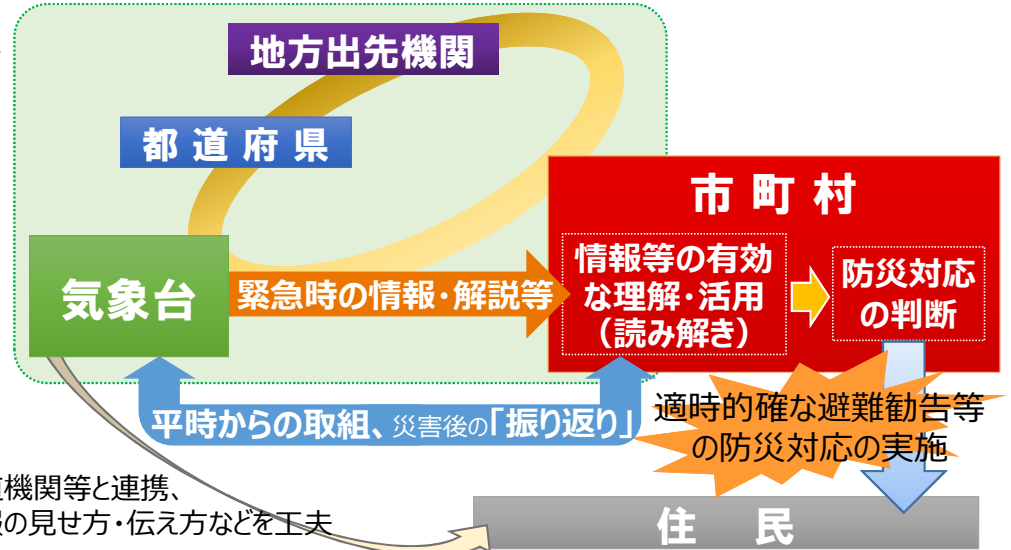 地方出先機関
都道府県
市町村
気象台
緊急時の情報・解説等
情報等の有効
な理解・活用
（読み解き）
防災対応
の判断
平時からの取組、災害後の「振り返り」
適時的確な避難勧告等
の防災対応の実施
機関等と連携、
の見せ方・伝え方などを工夫
住民